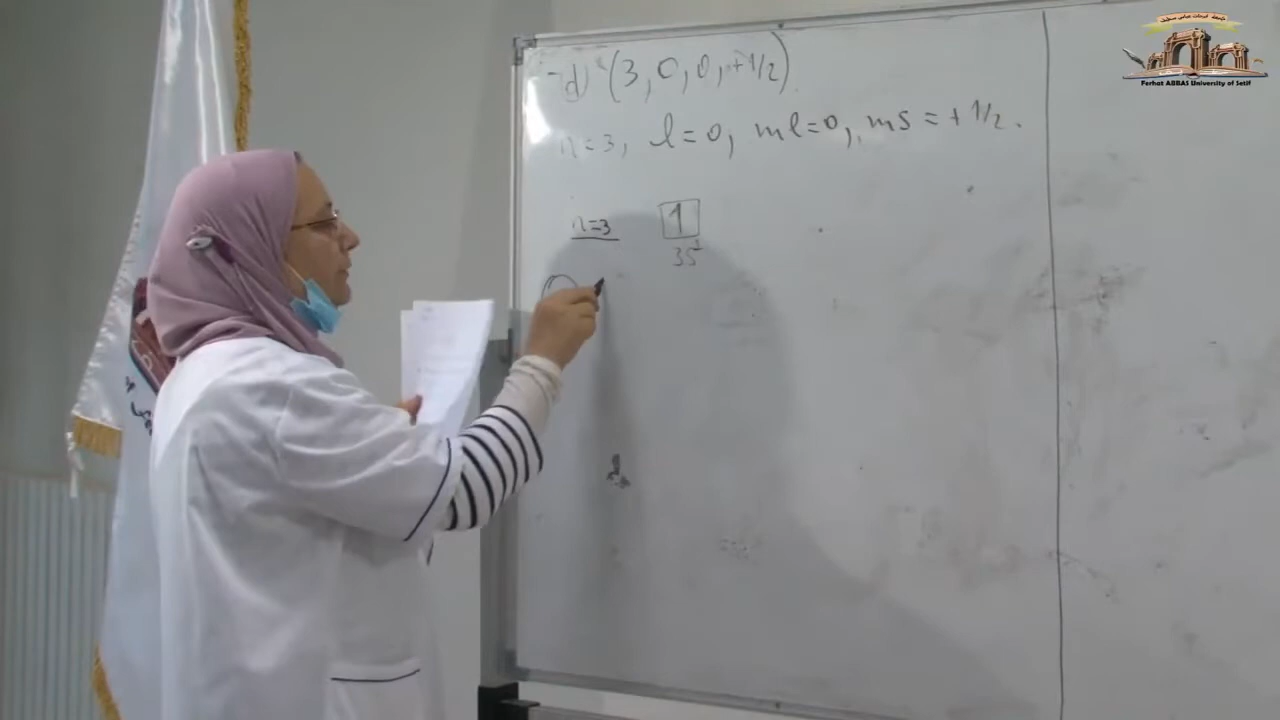 d) (3, 0, 0, +1/2)
n=3, l=0, ml=0, ms=+1/2.
n=3
1
3S¹
Ferhat ABBAS University of Setif